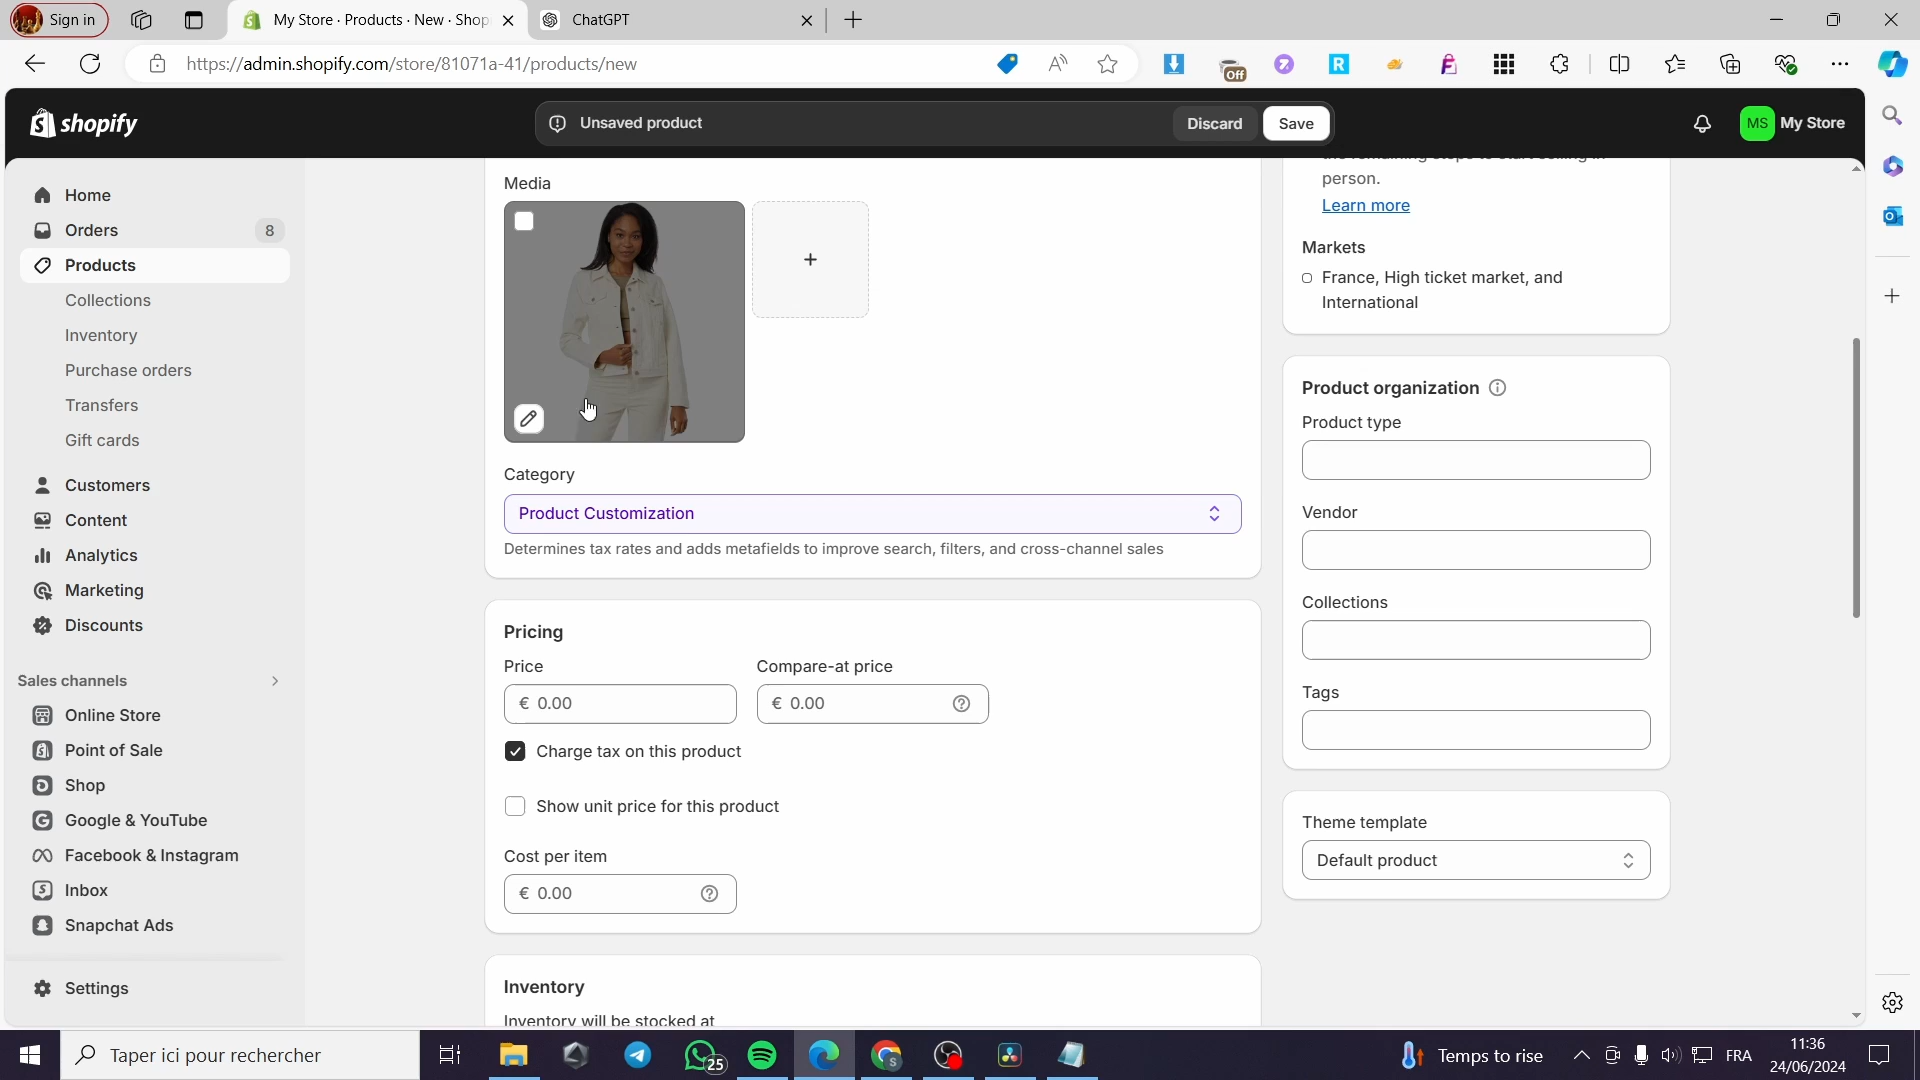 Sign in
My Store · Products · New · Shop
ChatGPT
https://admin.shopify.com/store/81071a-41/products/new
Off
shopify
Unsaved product
Discard
Save
MS
My Store
Home
Orders
8
Products
Collections
Inventory
Purchase orders
Transfers
Gift cards
Customers
Content
Analytics
Marketing
Discounts
Sales channels
Online Store
Point of Sale
Shop
Google & YouTube
Facebook & Instagram
Inbox
Snapchat Ads
Settings
Media
Category
Product Customization
Determines tax rates and adds metafields to improve search, filters, and cross-channel sales
Pricing
Price
Compare-at price
€ 0.00
€ 0.00
Charge tax on this product
Show unit price for this product
Cost per item
€ 0.00
Inventory
Inventory will be stocked at
the remaining steps to start selling in
person.
Learn more
Markets
France, High ticket market, and
International
Product organization
Product type
Vendor
Collections
Tags
Theme template
Default product
Taper ici pour rechercher
25
Temps to rise
FRA
11:36
24/06/2024